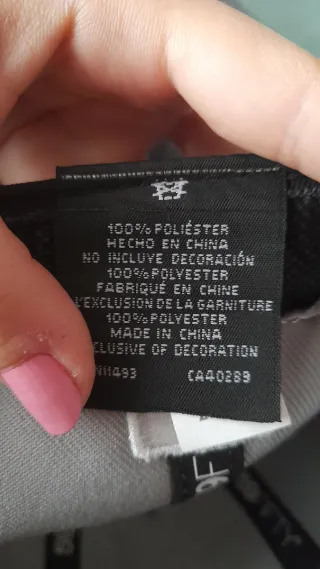 100% POLIÉSTER
HECHO EN CHINA
NO INCLUYE DECORACIÓN
100% POLYESTER
FABRIQUÉ EN CHINE
L'EXCLUSION DE LA GARNITURE
100% POLYESTER
MADE IN CHINA
CLUSIVE OF DECORATION
N11493 CA40289